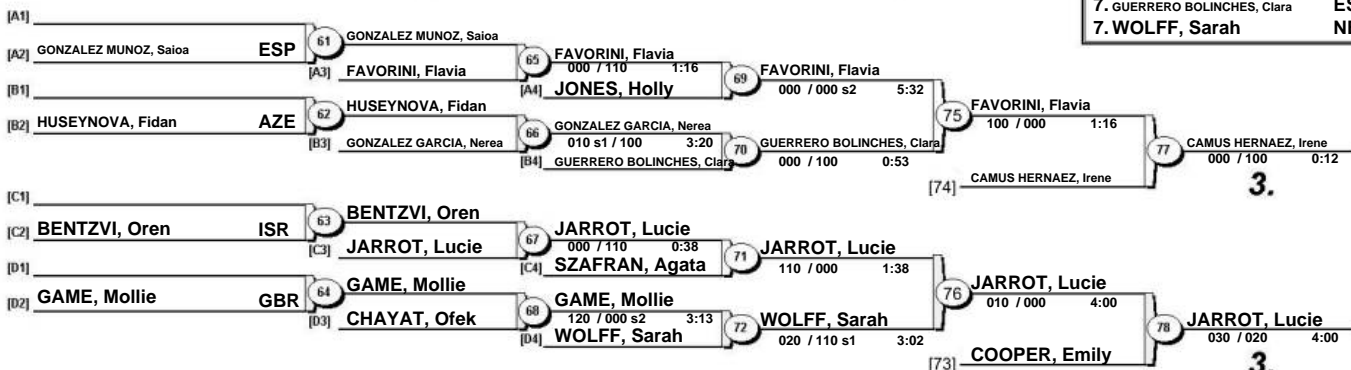 7. GUERRERO BOLINCHES, Clara ES
7. WOLFF, Sarah
[A1]
[A2] GONZALEZ MUNOZ, Saioa ESP
61 GONZALEZ MUNOZ, Saioa
[A3] FAVORINI, Flavia
65 FAVORINI, Flavia
000 / 110 1:16
[A4] JONES, Holly
69 FAVORINI, Flavia
000 / 000 s2 5:32
[B1]
[B2] HUSEYNOVA, Fidan AZE
62 HUSEYNOVA, Fidan
[B3] GONZALEZ GARCIA, Nerea
66 GONZALEZ GARCIA, Nerea
010 s1 / 100 3:20
[B4] GUERRERO BOLINCHES, Clara
70 GUERRERO BOLINCHES, Clara
000 / 100 0:53
75 FAVORINI, Flavia
100 / 000 1:16
[74] CAMUS HERNAEZ, Irene
77 CAMUS HERNAEZ, Irene
000 / 100 0:12
3.
[C1]
[C2] BENTZVI, Oren ISR
63 BENTZVI, Oren
[C3] JARROT, Lucie
67 JARROT, Lucie
000 / 110 0:38
[C4] SZAFRAN, Agata
71 JARROT, Lucie
110 / 000 1:38
[D1]
[D2] GAME, Mollie GBR
64 GAME, Mollie
[D3] CHAYAT, Ofek
68 GAME, Mollie
120 / 000 s2 3:13
[D4] WOLFF, Sarah
72 WOLFF, Sarah
020 / 110 s1 3:02
76 JARROT, Lucie
010 / 000 4:00
[73] COOPER, Emily
78 JARROT, Lucie
030 / 020 4:00
3.